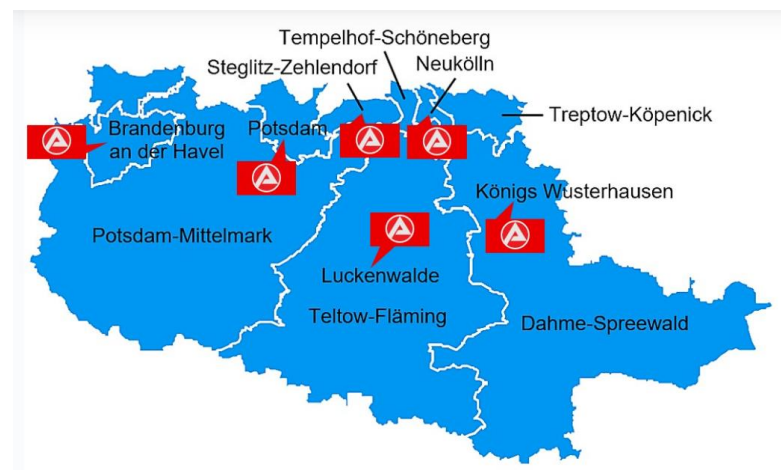 Tempelhof-Schöneberg
Steglitz-Zehlendorf
Neukölln
Treptow-Köpenick
Brandenburg
an der Havel
Potsdam
Königs Wusterhausen
Potsdam-Mittelmark
Luckenwalde
Teltow-Fläming
Dahme-Spreewald